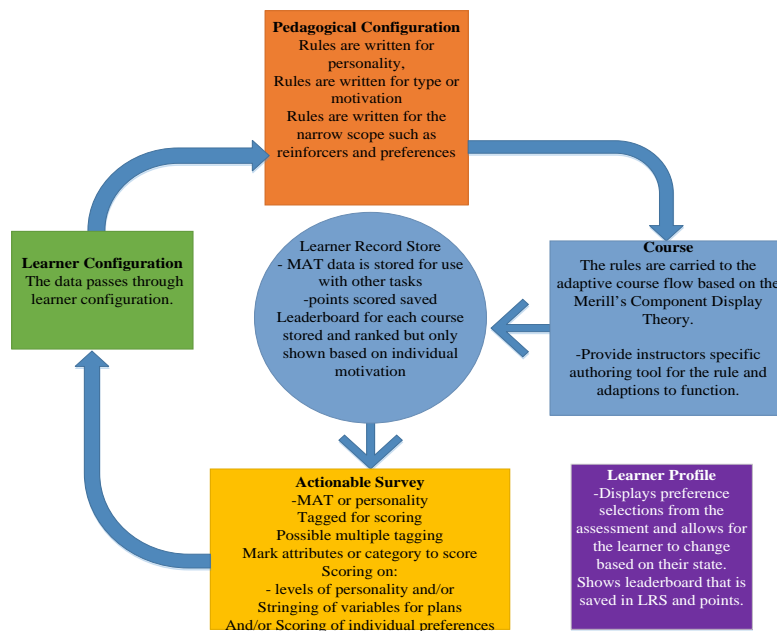 Pedagogical Configuration
Rules are written for
personality,
Rules are written for type or
motivation
Rules are written for the
narrow scope such as
reinforcers and preferences
Learner Configuration
The data passes through
learner configuration.
Learner Record Store
- MAT data is stored for use
with other tasks
-points scored saved
Leaderboard for each course
stored and ranked but only
shown based on individual
motivation
Course
The rules are carried to the
adaptive course flow based on the
Merill's Component Display
Theory.
-Provide instructors specific
authoring tool for the rule and
adaptions to function.
Actionable Survey
-MAT or personality
Tagged for scoring
Possible multiple tagging
Mark attributes or category to score
Scoring on:
- levels of personality and/or
Stringing of variables for plans
And/or Scoring of individual preferences
Learner Profile
-Displays preference
selections from the
assessment and allows for
the learner to change
based on their state.
Shows leaderboard that is
saved in LRS and points.